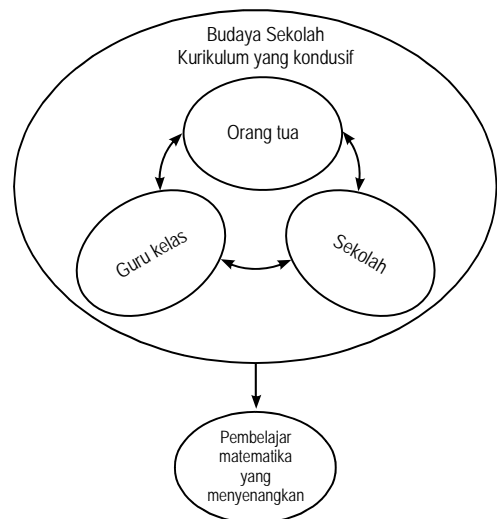 Budaya Sekolah
Kurikulum yang kondusif
Orang tua
Guru kelas
Sekolah
Pembelajar
matematika
yang
menyenangkan